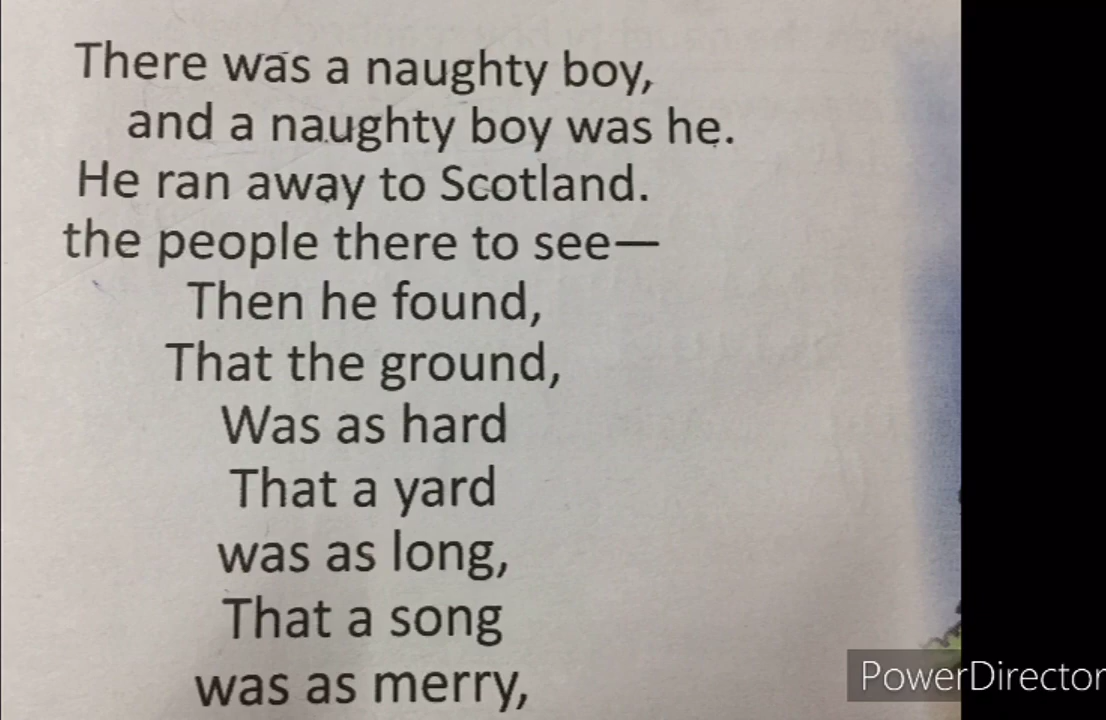 There was a naughty boy,
and a naughty boy was he.
He ran away to Scotland.
the people there to see—
Then he found,
That the ground,
Was as hard
That a yard
was as long,
That a song
was as merry,
PowerDirector